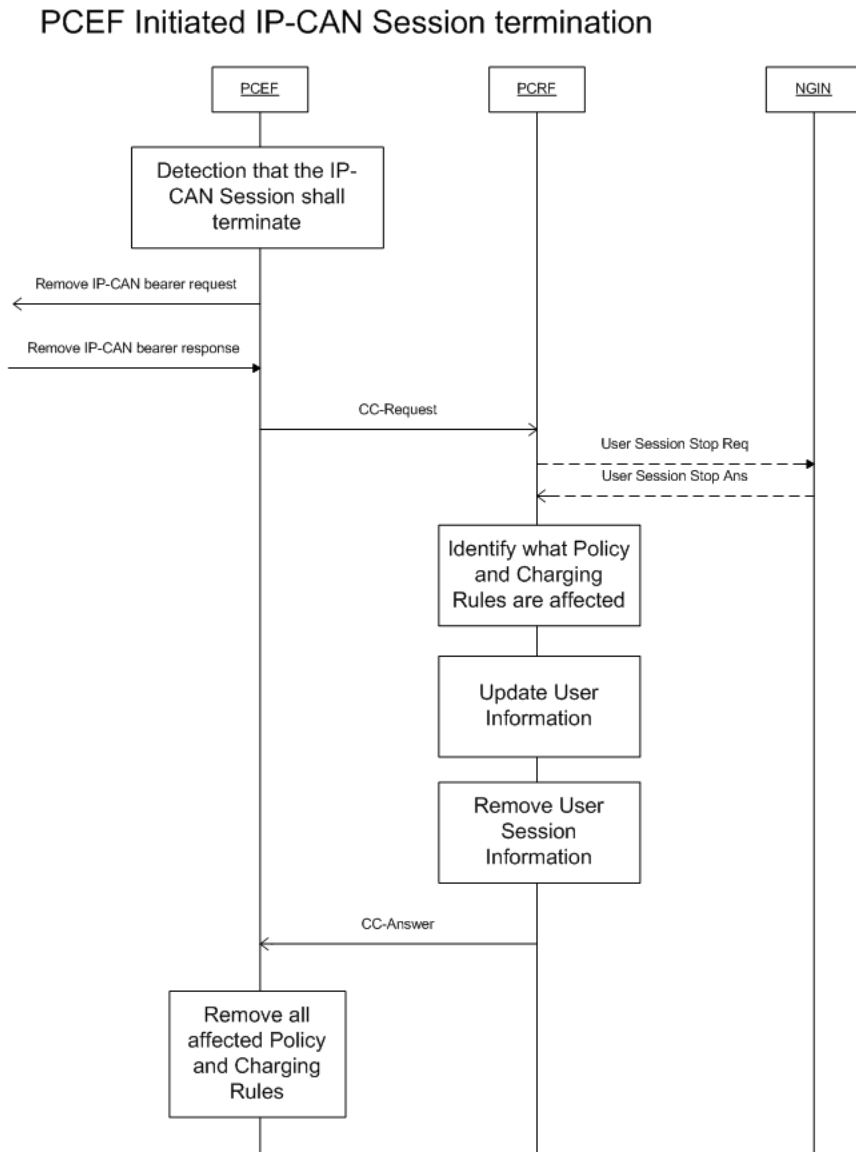 PCEF Initiated IP-CAN Session termination
PCEF
PCRF
NGIN
Detection that the IP-
CAN Session shall
terminate
Remove IP-CAN bearer request
Remove IP-CAN bearer response
CC-Request
User Session Stop Req
User Session Stop Ans
Identify what Policy
and Charging
Rules are affected
Update User
Information
Remove User
Session
Information
CC-Answer
Remove all
affected Policy
and Charging
Rules